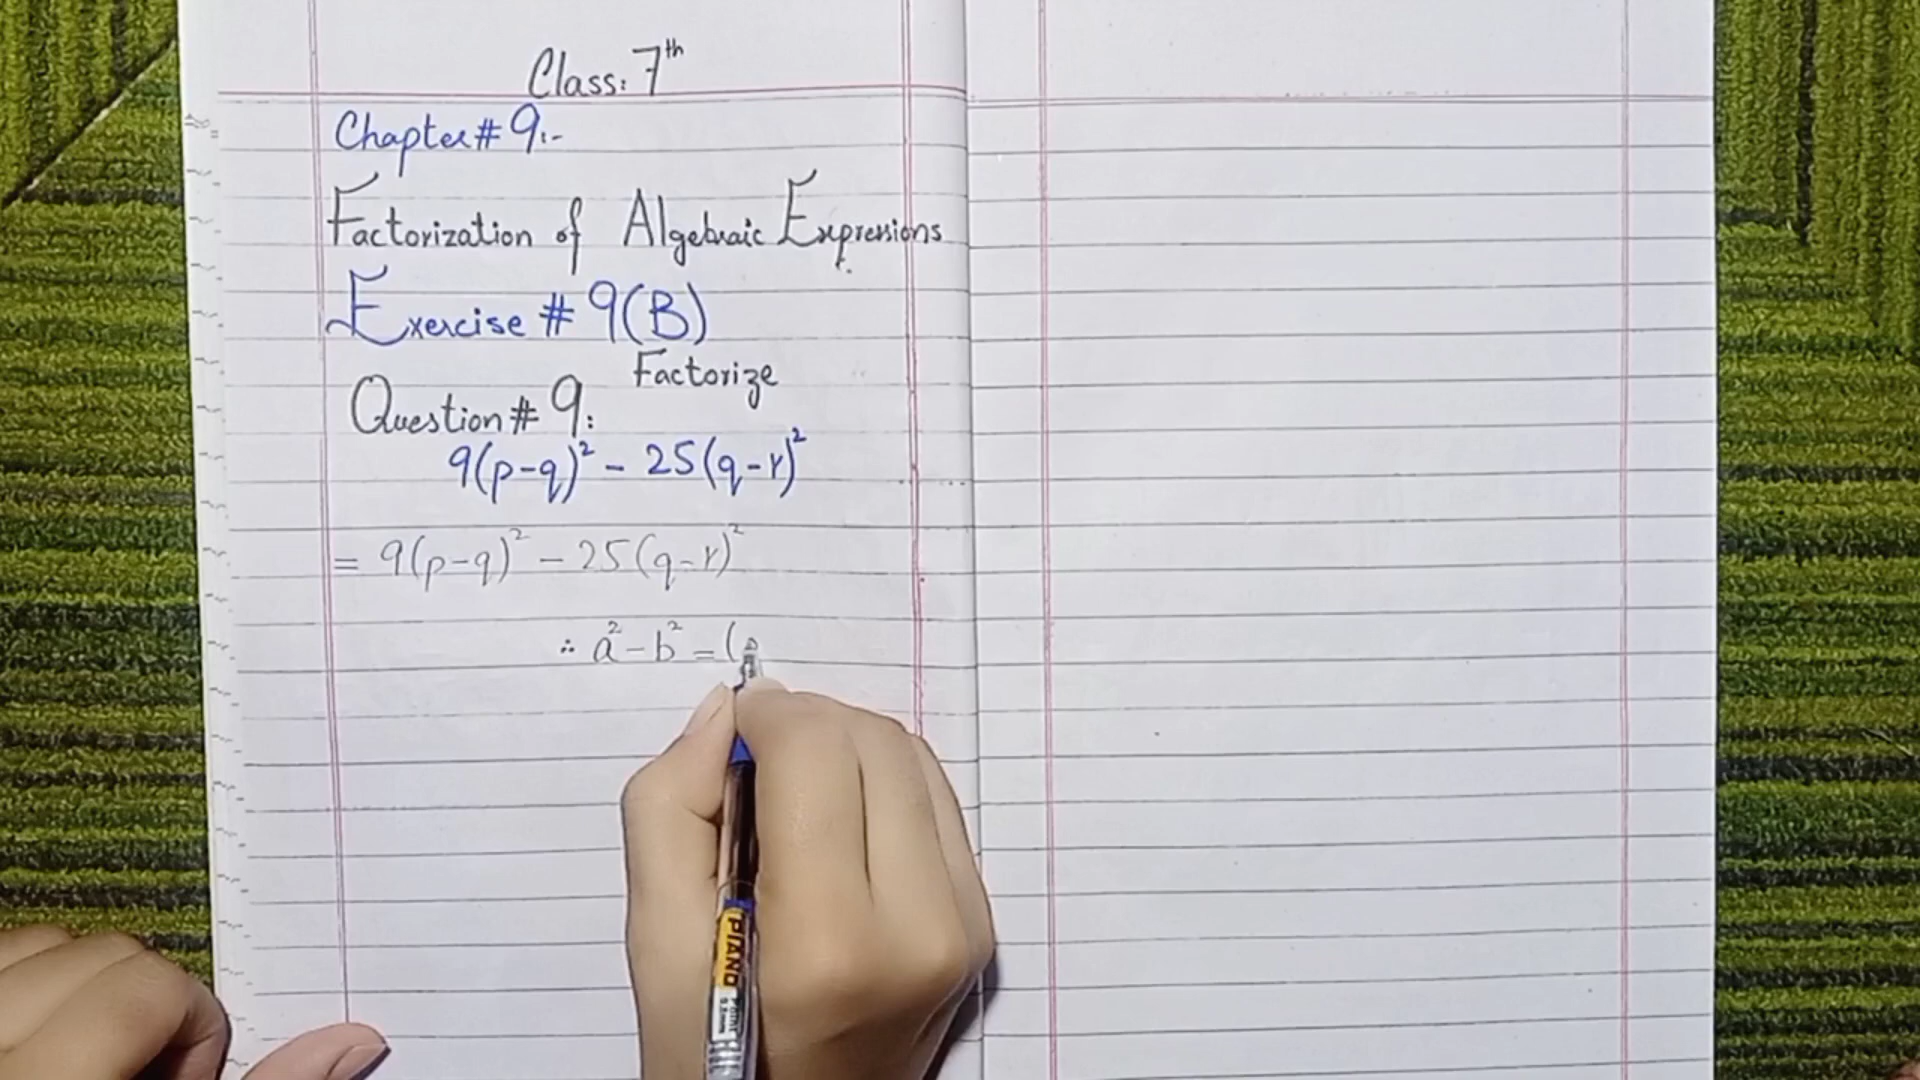 Class: 7th
Chapter # 9:-
Factorization of Algebraic Expressions
Exercise # 9(B)
Factorize
Question # 9:
9(p-q)² - 25(q-r)²
= 9(p-q)² - 25(q-r)²
∴ a² - b² = (a
PIANO
Point